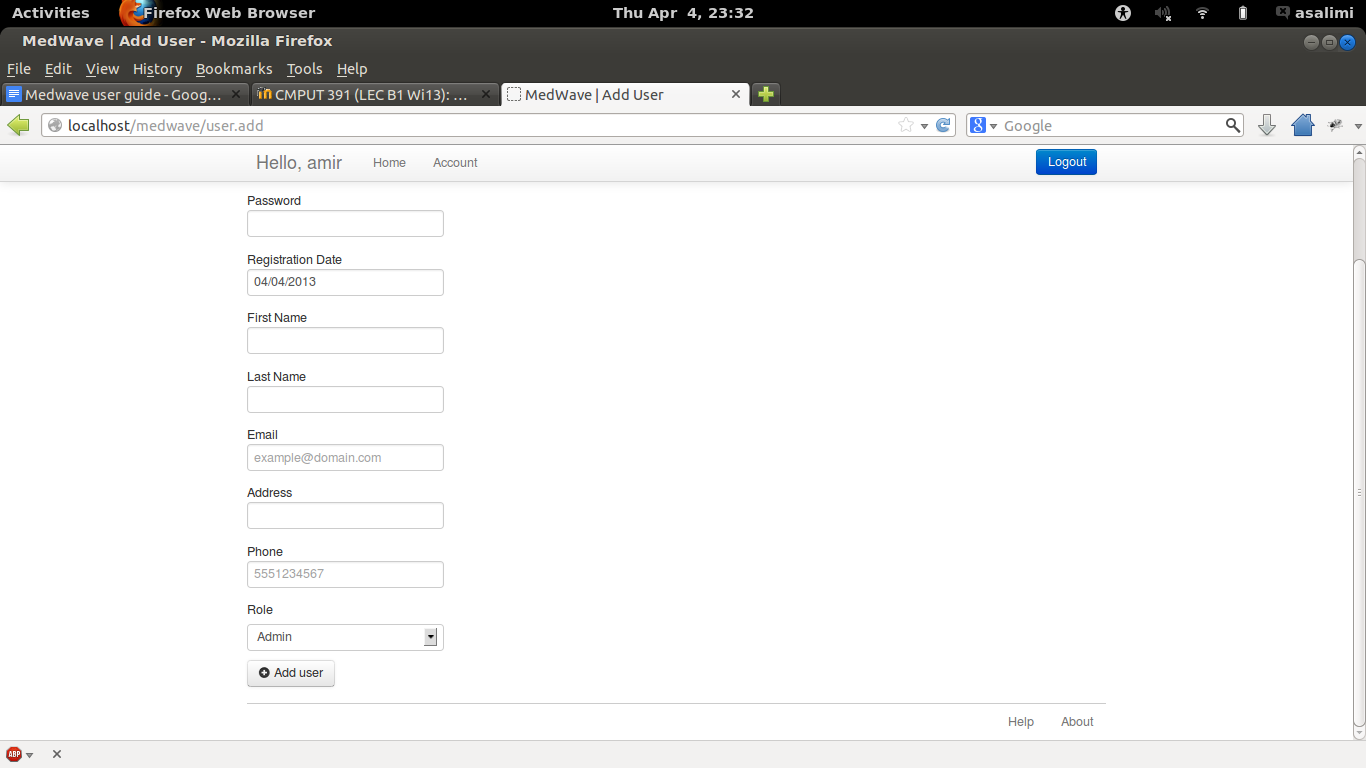 Activities Firefox Web Browser Thu Apr 4, 23:32 asalimi
MedWave | Add User - Mozilla Firefox
File Edit View History Bookmarks Tools Help
Medwave user guide - Goog... CMPUT 391 (LEC B1 Wi13): ... MedWave | Add User
localhost/medwave/user.add Google
Hello, amir Home Account Logout
Password
Registration Date
04/04/2013
First Name
Last Name
Email
example@domain.com
Address
Phone
5551234567
Role
Admin
Add user
Help About
ABP